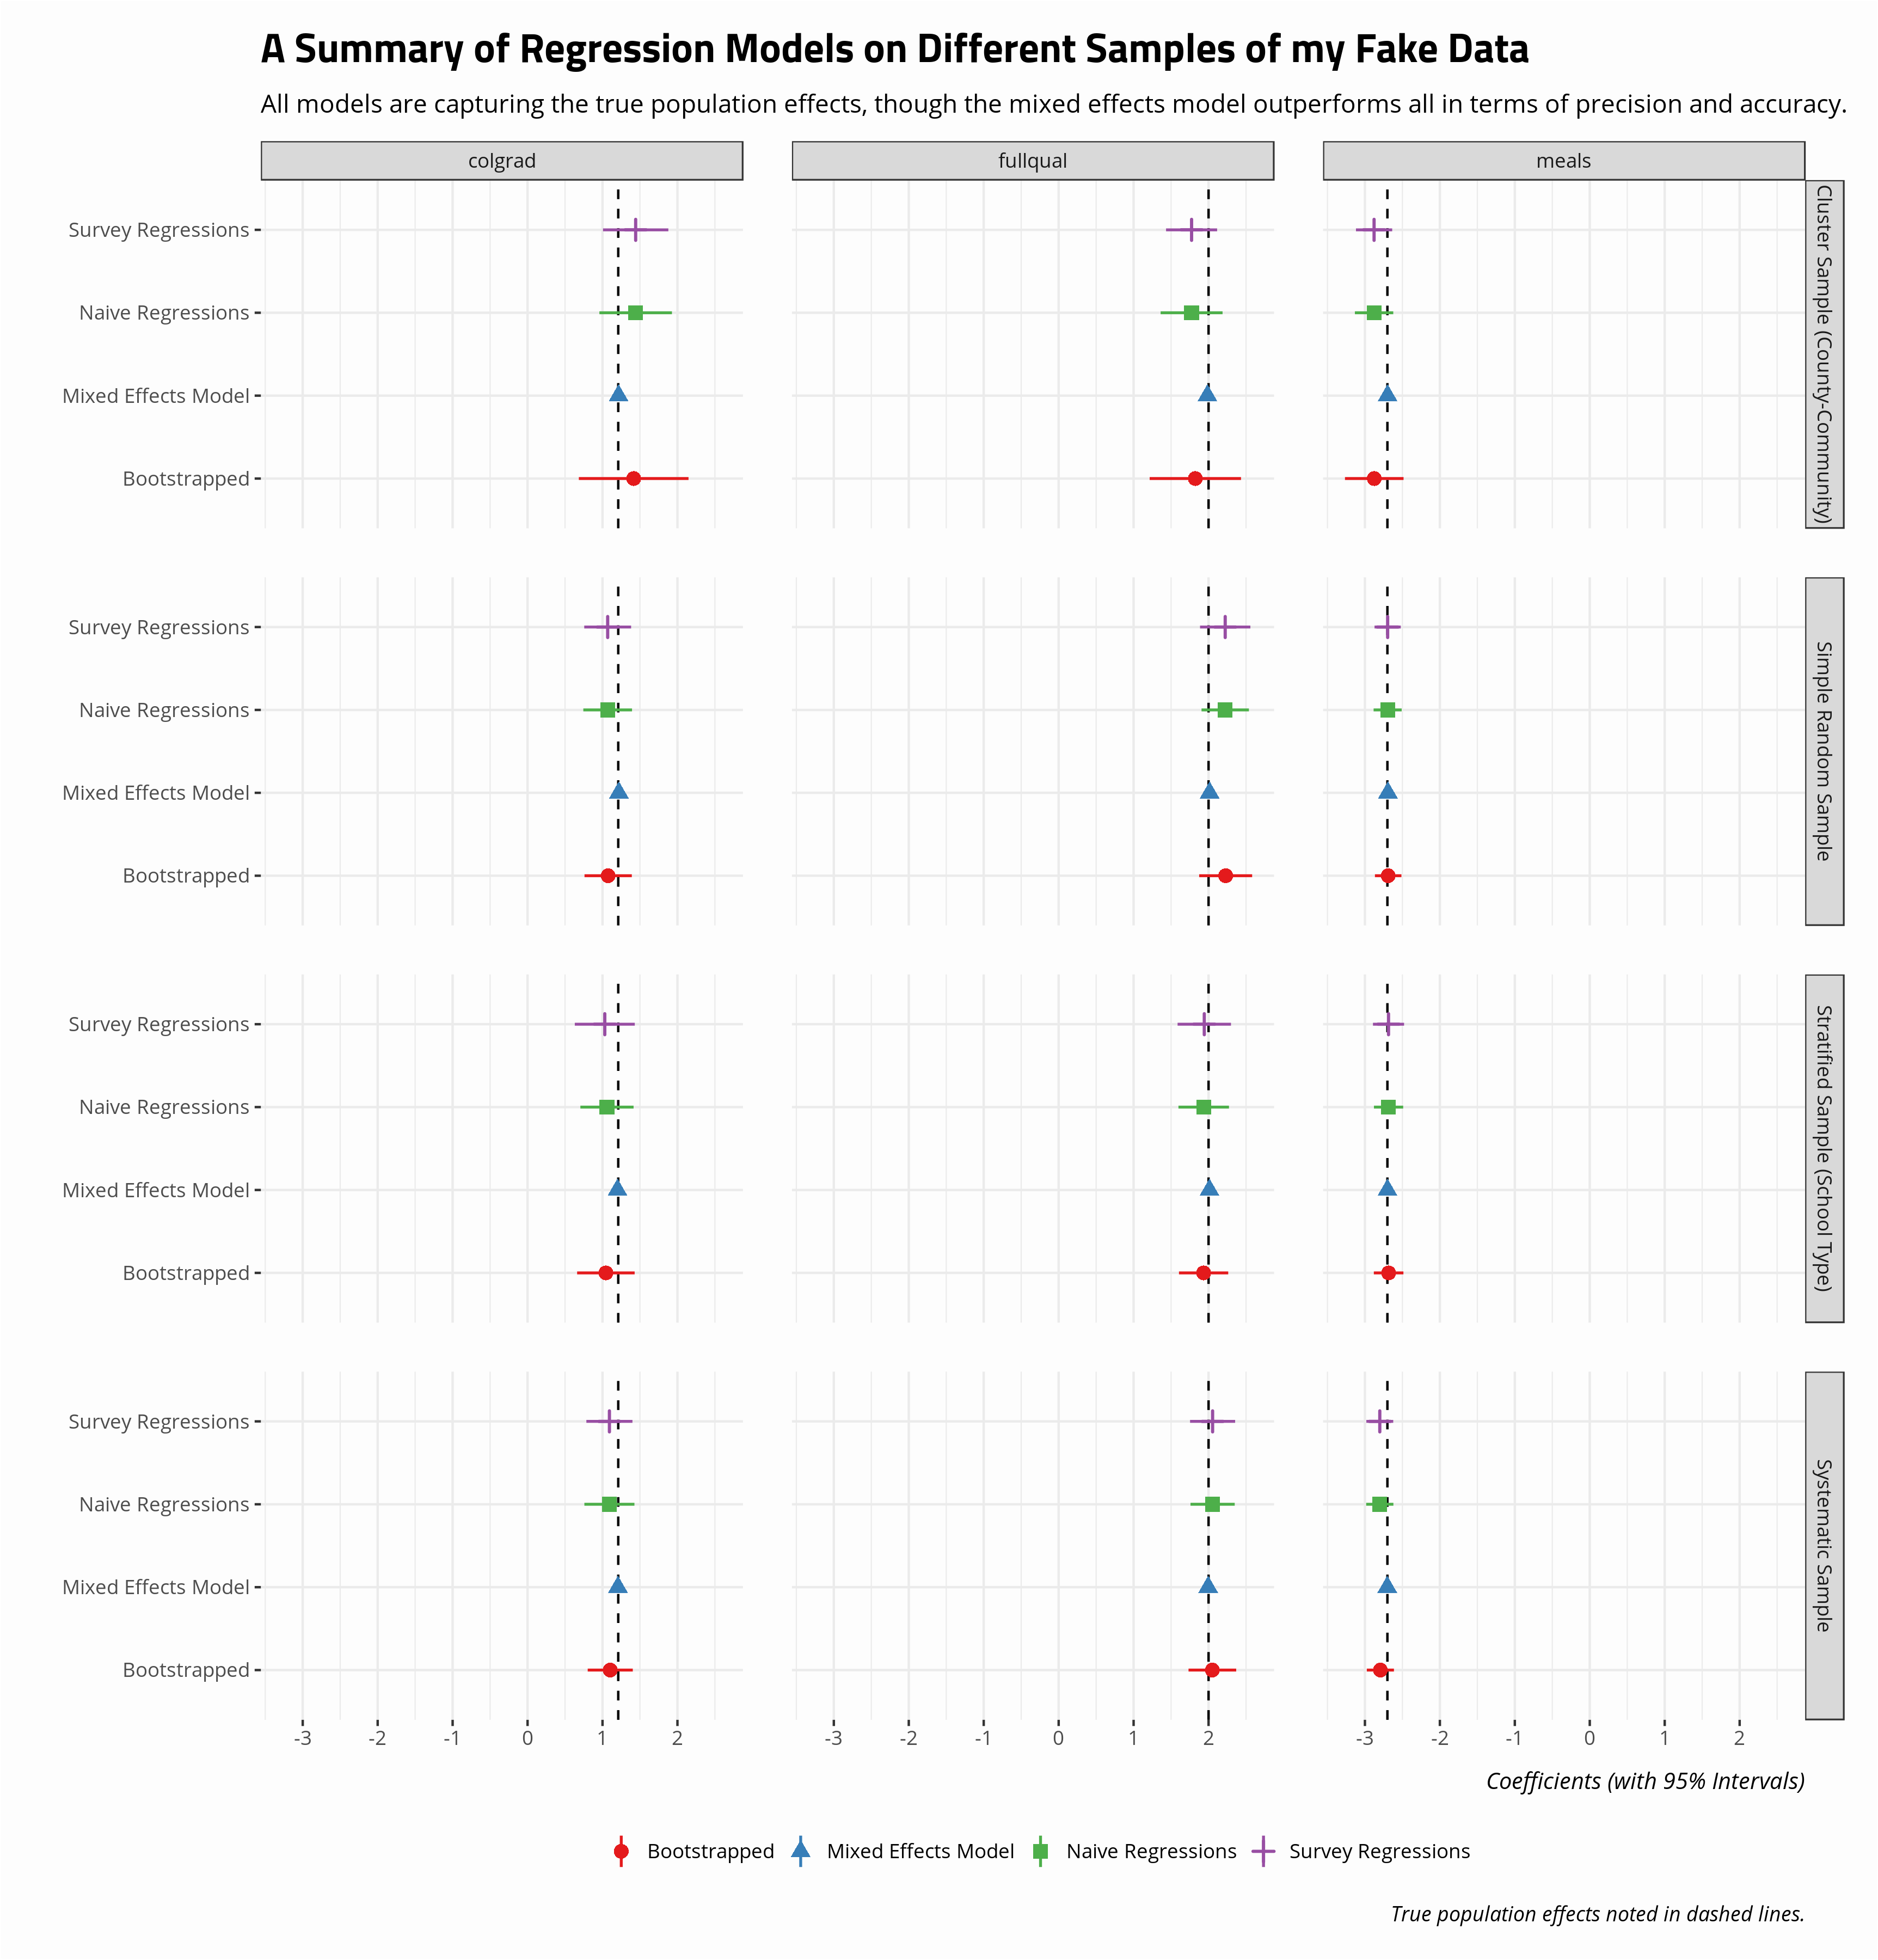 A Summary of Regression Models on Different Samples of my Fake Data
All models are capturing the true population effects, though the mixed effects model outperforms all in terms of precision and accuracy.
colgrad
fullqual
meals
Survey Regressions
Naive Regressions
Mixed Effects Model
Bootstrapped
Cluster Sample (County-Community)
Survey Regressions
Naive Regressions
Mixed Effects Model
Bootstrapped
Simple Random Sample
Survey Regressions
Naive Regressions
Mixed Effects Model
Bootstrapped
Stratified Sample (School Type)
Survey Regressions
Naive Regressions
Mixed Effects Model
Bootstrapped
Systematic Sample
-3 -2 -1 0 1 2
-3 -2 -1 0 1 2
-3 -2 -1 0 1 2
Coefficients (with 95% Intervals)
Bootstrapped Mixed Effects Model Naive Regressions Survey Regressions
True population effects noted in dashed lines.